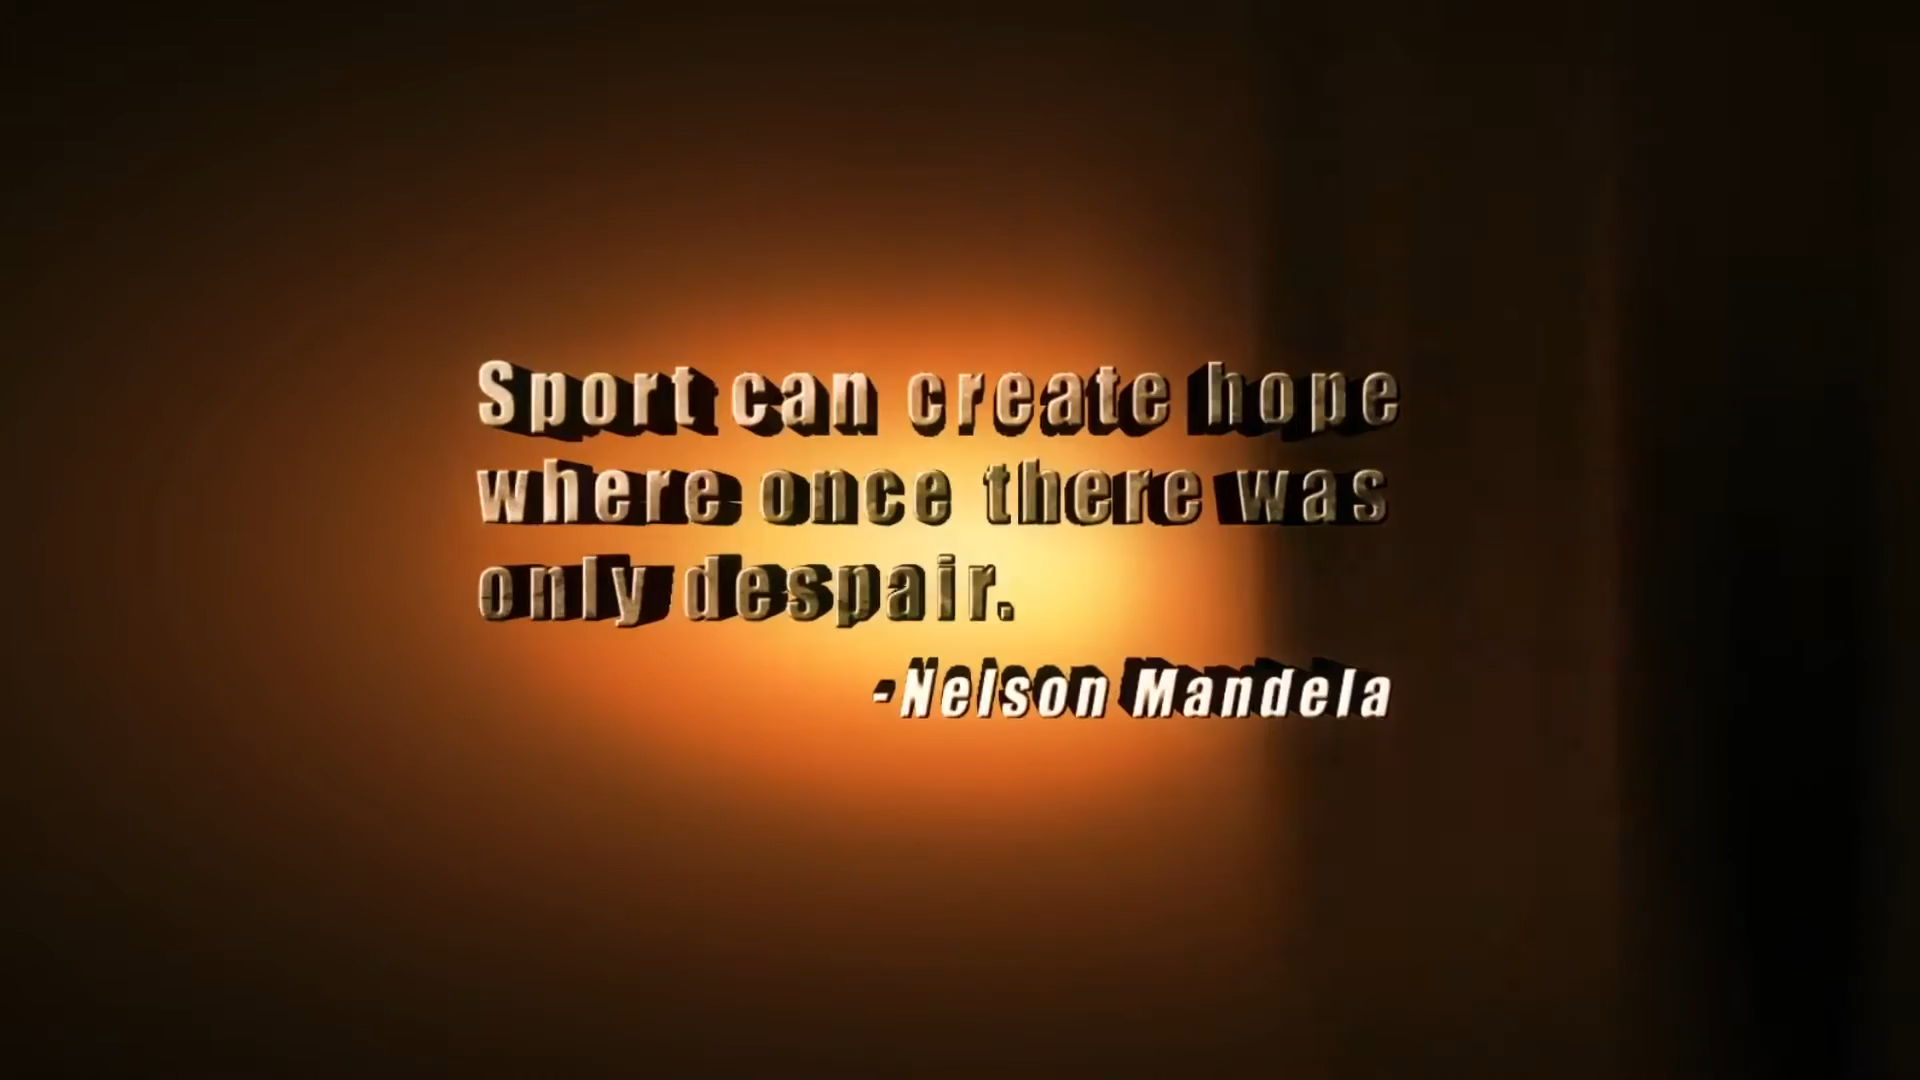 Sport can create hope
where once there was
only despair.
-Nelson Mandela